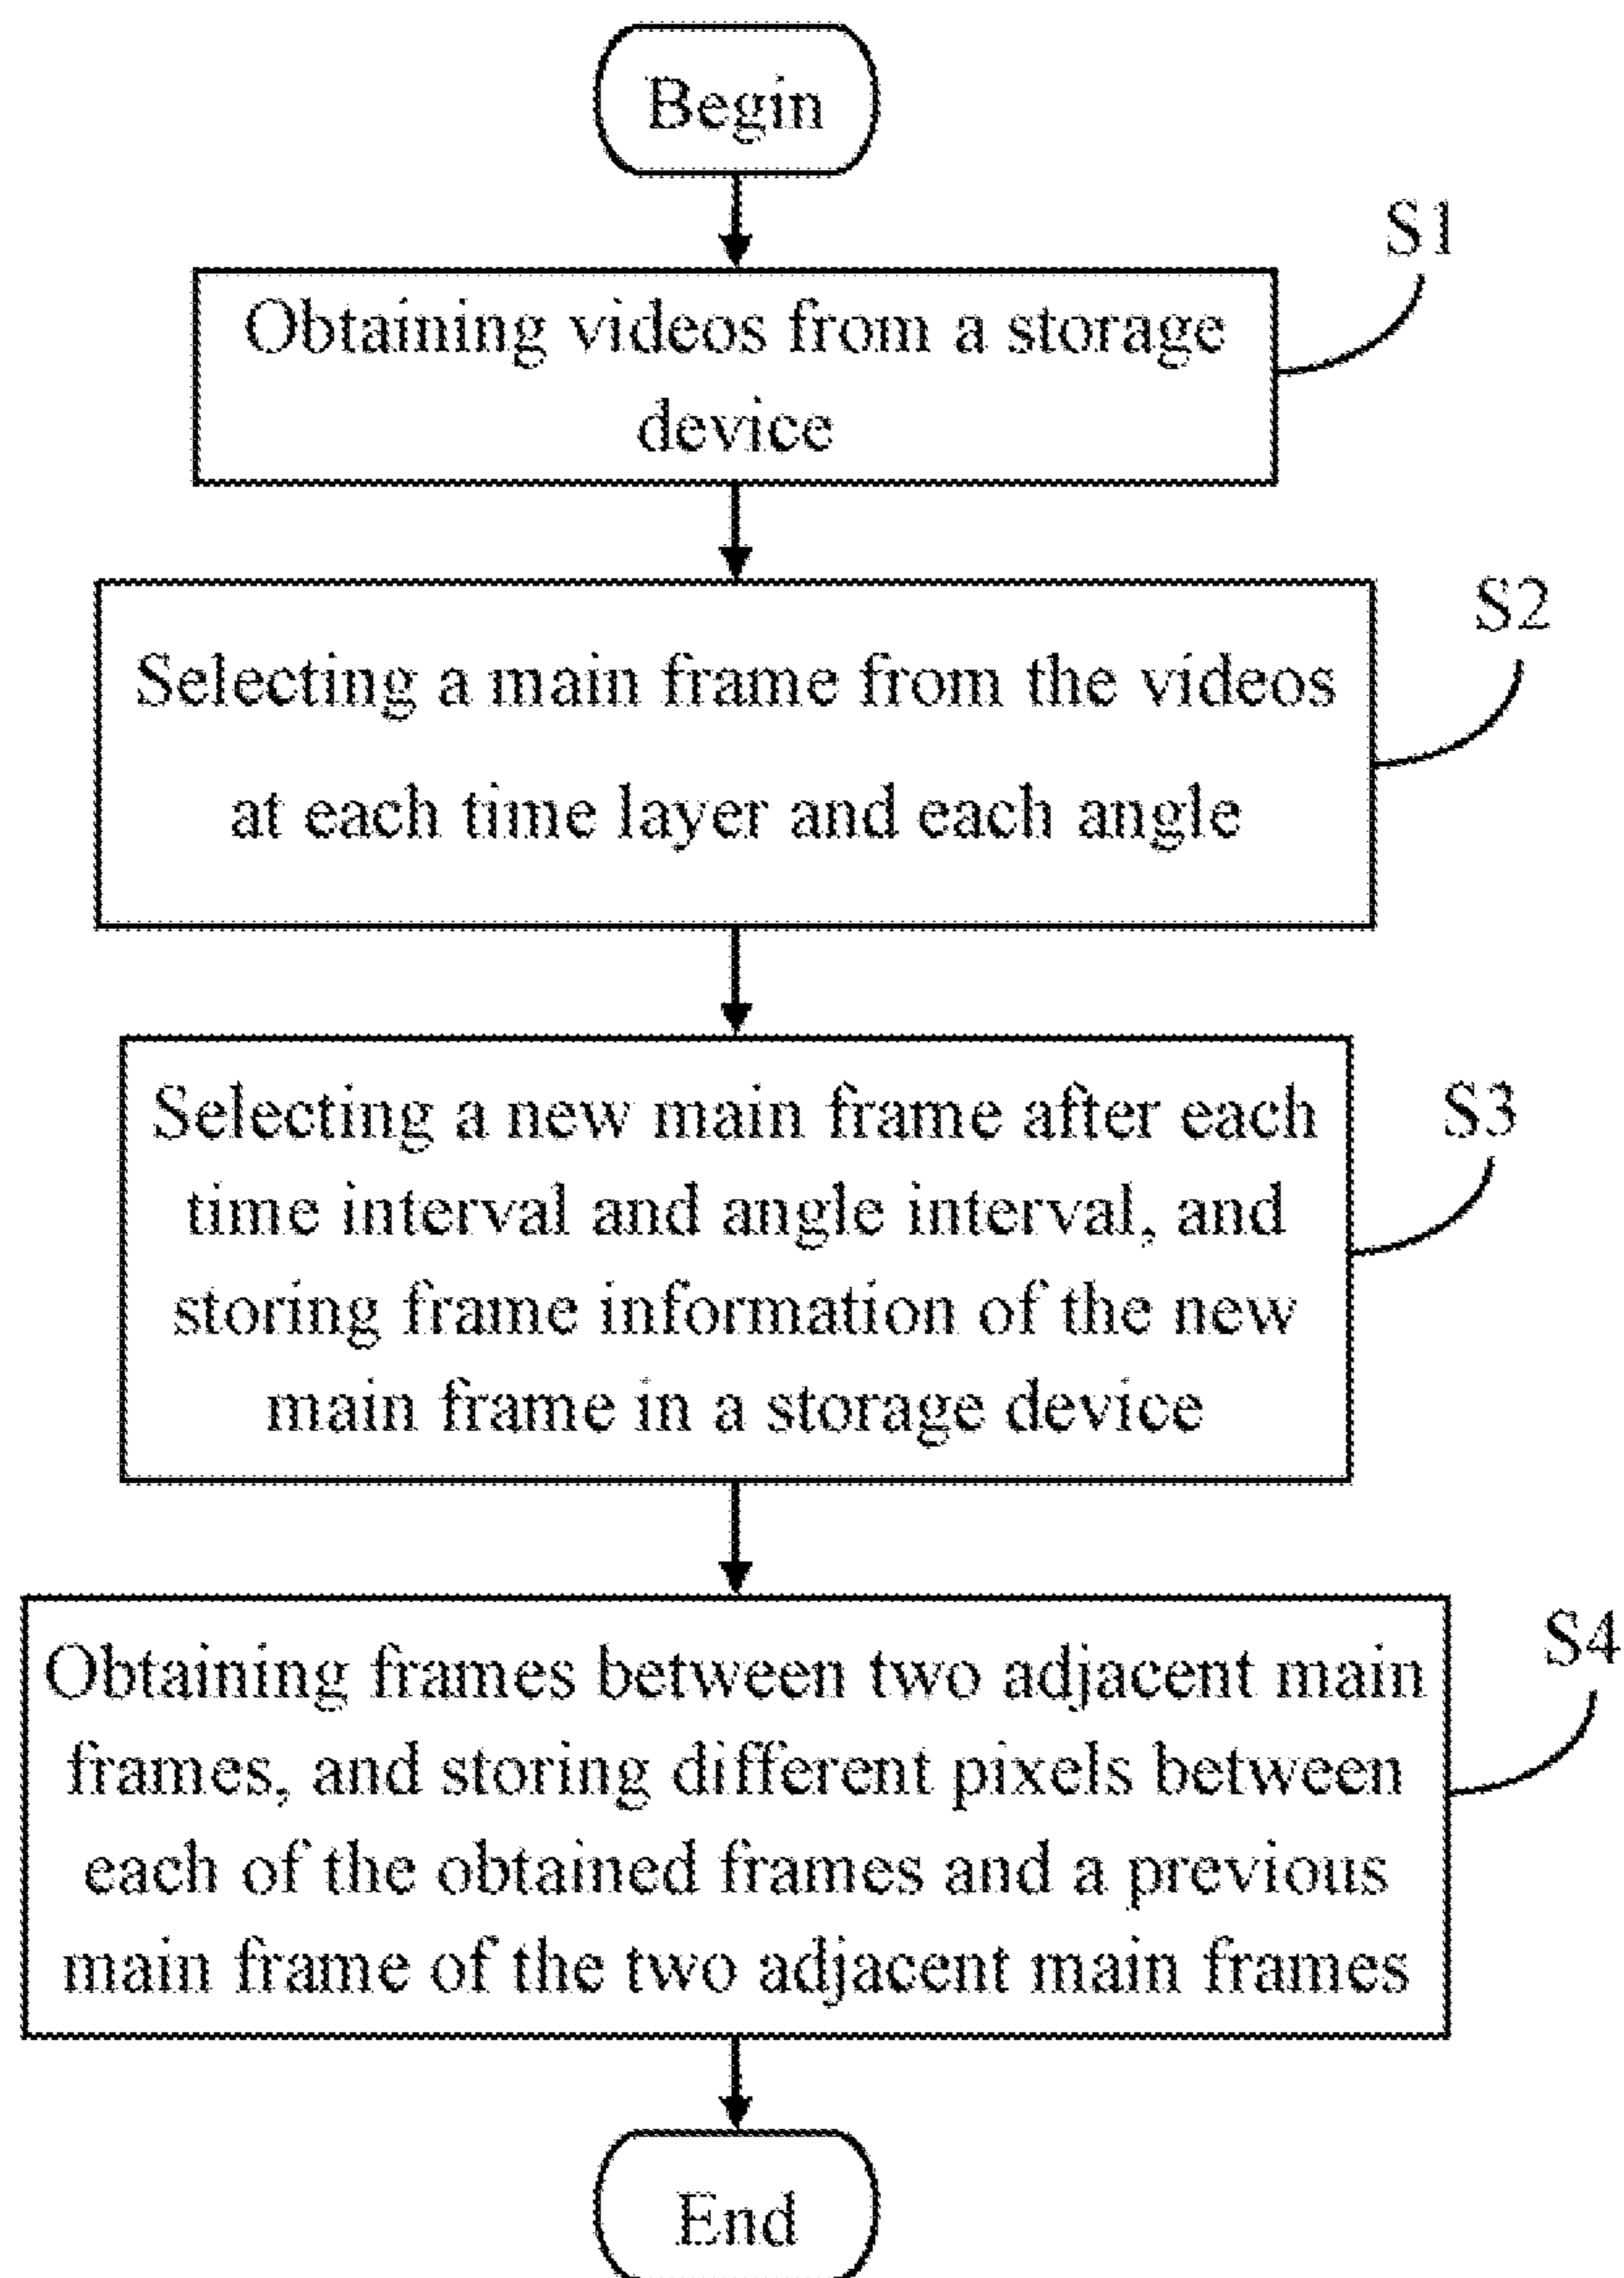 Begin
S1
Obtaining videos from a storage
device
S2
Selecting a main frame from the videos
at each time layer and each angle
S3
Selecting a new main frame after each
time interval and angle interval, and
storing frame information of the new
main frame in a storage device
S4
Obtaining frames between two adjacent main
frames, and storing different pixels between
each of the obtained frames and a previous
main frame of the two adjacent main frames
End